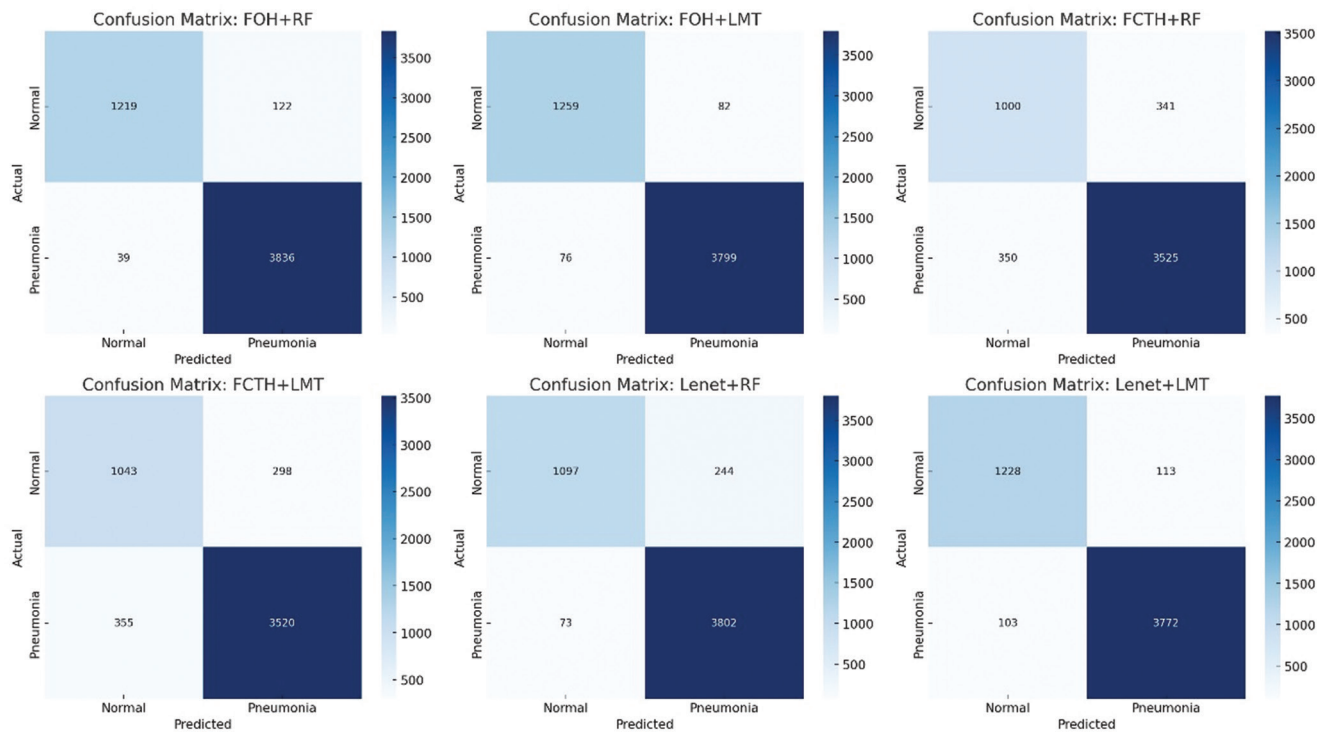 Confusion Matrix: FOH+RF
Normal
1219
122
3500
3000
2500
2000
1500
1000
500
Actual
Pneumonia
39
3836
Normal
Pneumonia
Predicted
Confusion Matrix: FOH+LMT
Normal
1259
82
3500
3000
2500
2000
1500
1000
500
Actual
Pneumonia
76
3799
Normal
Pneumonia
Predicted
Confusion Matrix: FCTH+RF
Normal
1000
341
3500
3000
2500
2000
1500
1000
500
Actual
Pneumonia
350
3525
Normal
Pneumonia
Predicted
Confusion Matrix: FCTH+LMT
Normal
1043
298
3500
3000
2500
2000
1500
1000
500
Actual
Pneumonia
355
3520
Normal
Pneumonia
Predicted
Confusion Matrix: Lenet+RF
Normal
1097
244
3500
3000
2500
2000
1500
1000
500
Actual
Pneumonia
73
3802
Normal
Pneumonia
Predicted
Confusion Matrix: Lenet+LMT
Normal
1228
113
3500
3000
2500
2000
1500
1000
500
Actual
Pneumonia
103
3772
Normal
Pneumonia
Predicted